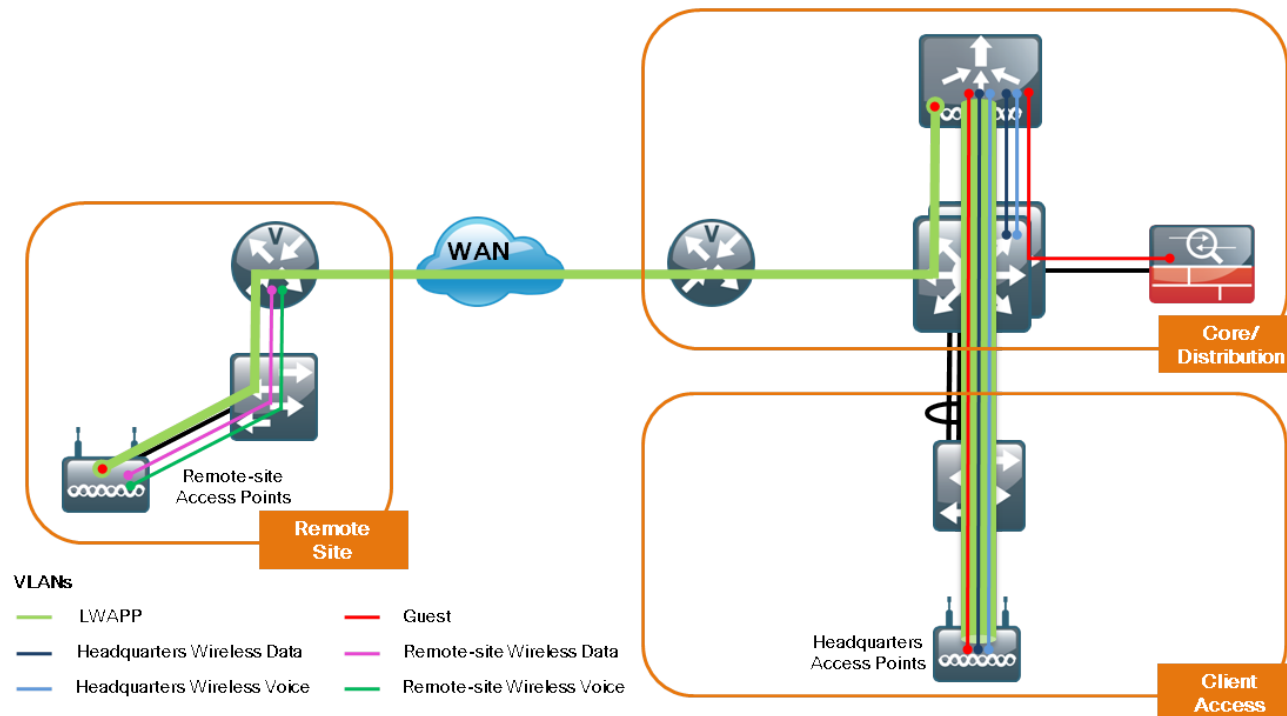 V
WAN
V
Core/
Distribution
Remote-site
Access Points
Remote
Site
VLANs
LWAPP
Guest
Headquarters Wireless Data
Remote-site Wireless Data
Headquarters Wireless Voice
Remote-site Wireless Voice
Headquarters
Access Points
Client
Access